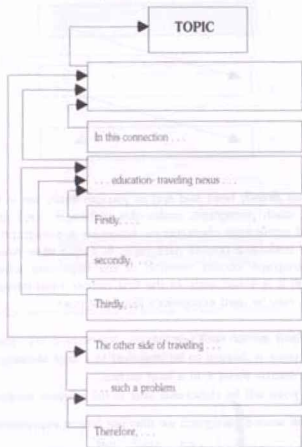 TOPIC
In this connection . . .
. . . education- traveling nexus . . .
Firstly, . . .
secondly, . . .
Thirdly, . . .
The other side of traveling . . .
. . such a problem
Therefore, . . .